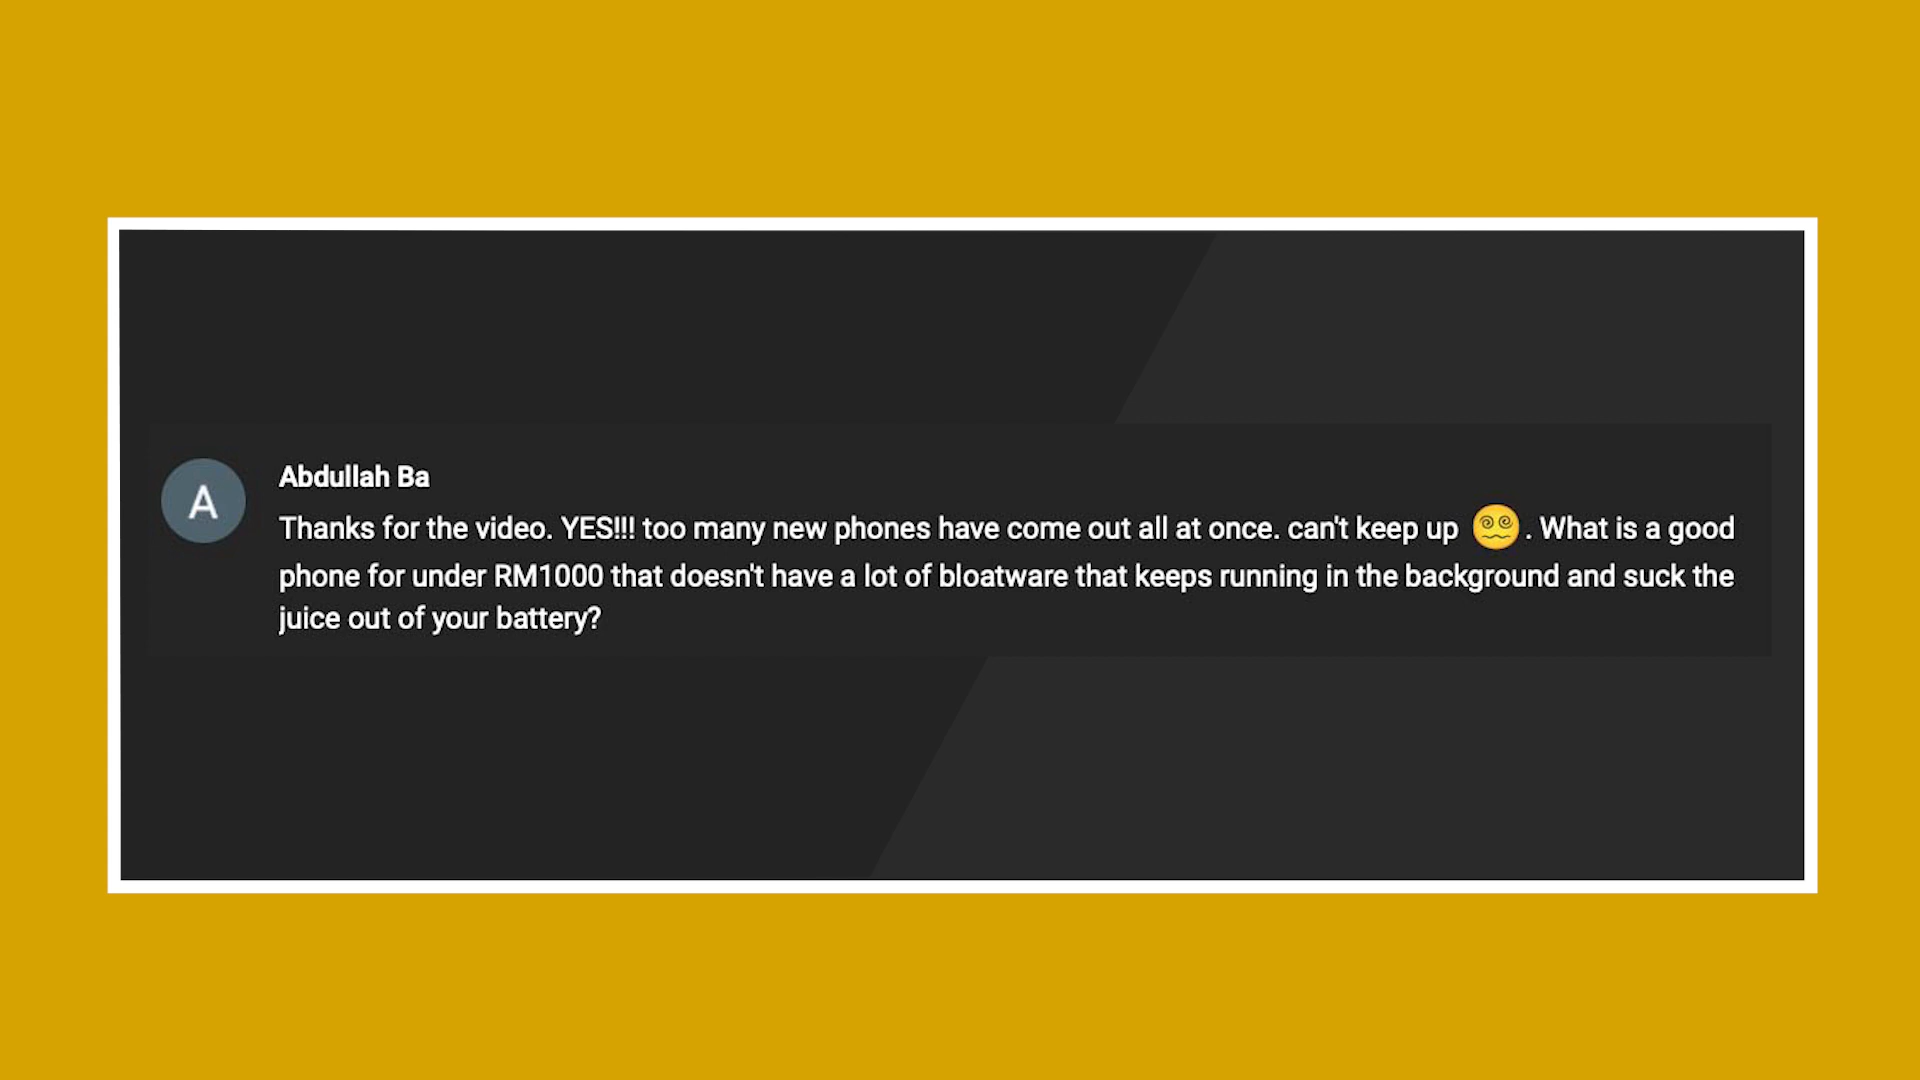 A
Abdullah Ba
Thanks for the video. YES!!! too many new phones have come out all at once. can't keep up 😵‍💫. What is a good
phone for under RM1000 that doesn't have a lot of bloatware that keeps running in the background and suck the
juice out of your battery?